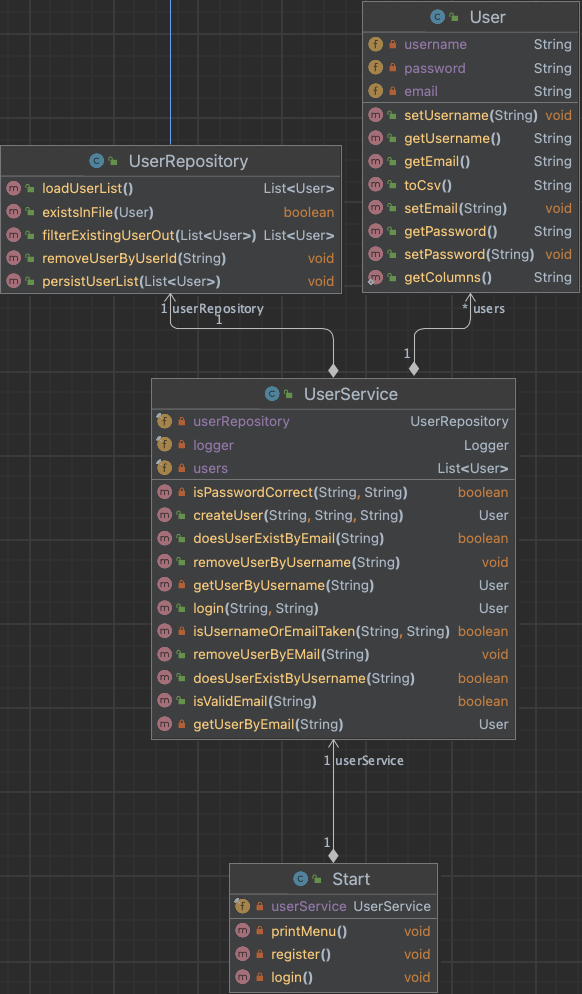 User
username String
password String
email String
setUsername(String) void
getUsername() String
getEmail() String
toCsv() String
setEmail(String) void
getPassword() String
setPassword(String) void
getColumns() String
UserRepository
loadUserList() List<User>
existsInFile(User) boolean
filterExistingUserOut(List<User>) List<User>
removeUserByUserId(String) void
persistUserList(List<User>) void
1 userRepository
1
* users
1
UserService
userRepository UserRepository
logger Logger
users List<User>
isPasswordCorrect(String, String) boolean
createUser(String, String, String) User
doesUserExistByEmail(String) boolean
removeUserByUsername(String) void
getUserByUsername(String) User
login(String, String) User
isUsernameOrEmailTaken(String, String) boolean
removeUserByEMail(String) void
doesUserExistByUsername(String) boolean
isValidEmail(String) boolean
getUserByEmail(String) User
1 userService
1
Start
userService UserService
printMenu() void
register() void
login() void